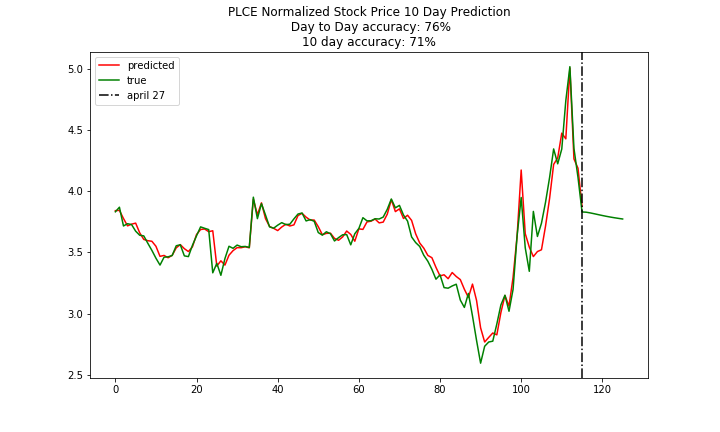 PLCE Normalized Stock Price 10 Day Prediction
Day to Day accuracy: 76%
10 day accuracy: 71%
predicted
true
april 27
5.0
4.5
4.0
3.5
3.0
2.5
0
20
40
60
80
100
120